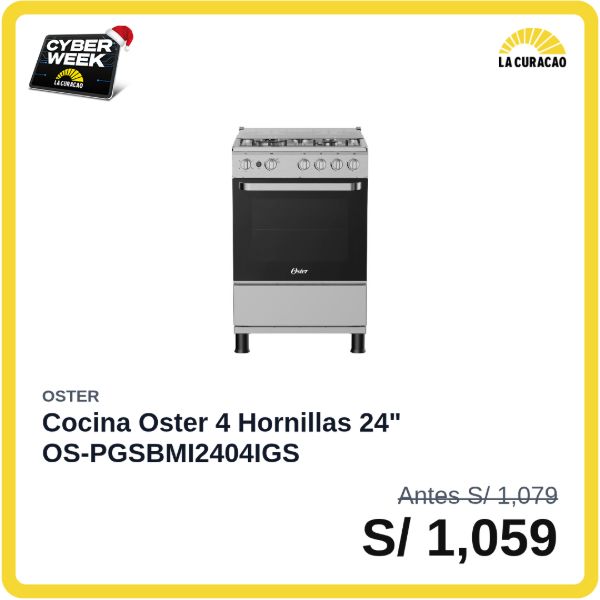 CYBER
WEEK
LA CURACAO
LA CURACAO
Oster
OSTER
Cocina Oster 4 Hornillas 24"
OS-PGSBMI2404IGS
Antes S/ 1,079
S/ 1,059